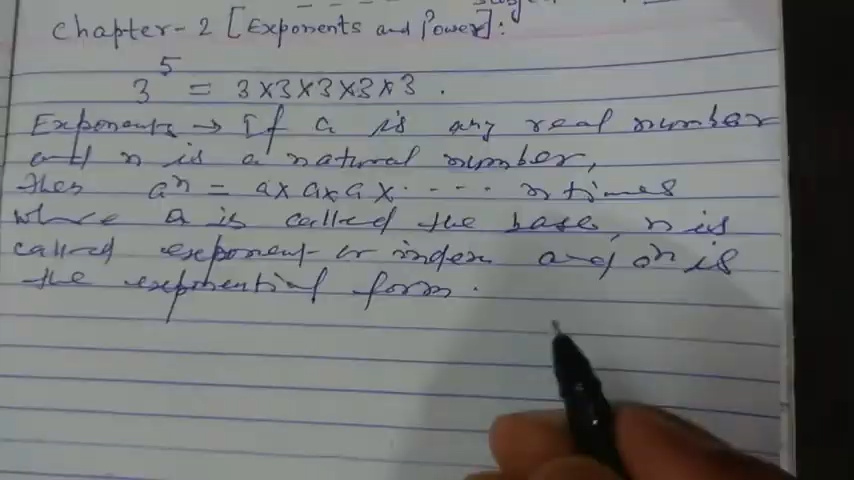 Chapter-2 [Exponents and Power]:
3⁵ = 3×3×3×3×3.
Exponents → If a is any real number
and n is a natural number,
then aⁿ = a×a×a×..... n times
where a is called the base, n is
called exponent or index and aⁿ is
the exponential form.